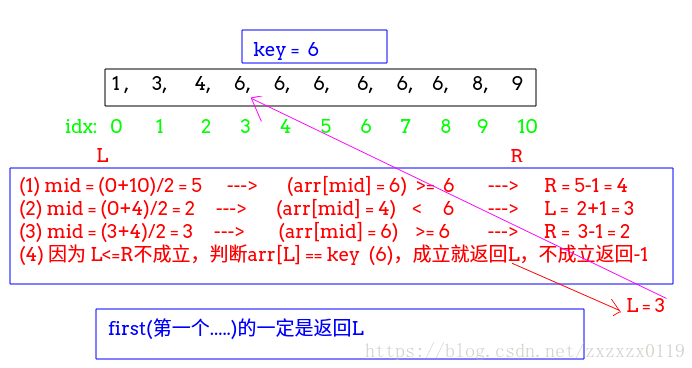 key = 6
1, 3, 4, 6, 6, 6, 6, 6, 6, 8, 9
idx: 0 1 2 3 4 5 6 7 8 9 10
L R
(1) mid = (0+10)/2 = 5 ---> (arr[mid] = 6) >= 6 ---> R = 5-1 = 4
(2) mid = (0+4)/2 = 2 ---> (arr[mid] = 4) < 6 ---> L = 2+1 = 3
(3) mid = (3+4)/2 = 3 ---> (arr[mid] = 6) >= 6 ---> R = 3-1 = 2
(4) 因为 L<=R不成立，判断arr[L] == key (6)，成立就返回L，不成立返回-1
L = 3
first(第一个.....)的一定是返回L
https://blog.csdn.net/zxzxzx0119